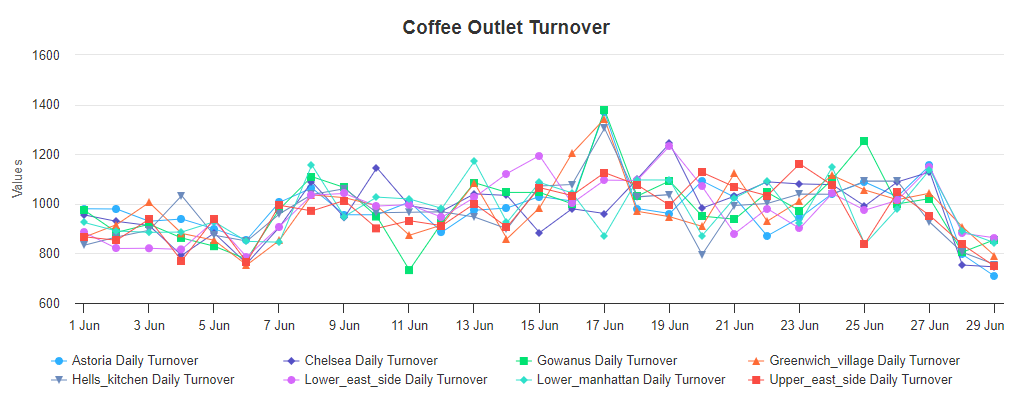 Coffee Outlet Turnover
1600
1400
1200
1000
800
600
Values
1 Jun 3 Jun 5 Jun 7 Jun 9 Jun 11 Jun 13 Jun 15 Jun 17 Jun 19 Jun 21 Jun 23 Jun 25 Jun 27 Jun 29 Jun
Astoria Daily Turnover Chelsea Daily Turnover Gowanus Daily Turnover Greenwich_village Daily Turnover
Hells_kitchen Daily Turnover Lower_east_side Daily Turnover Lower_manhattan Daily Turnover Upper_east_side Daily Turnover